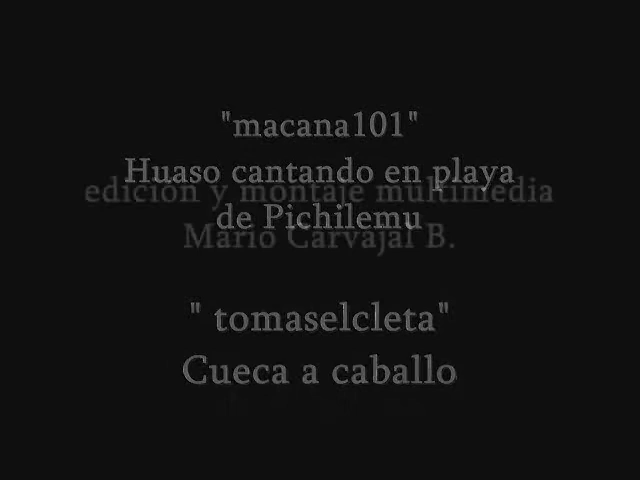 "macana101"
Huaso cantando en playa
edición y montaje multimedia
de Pichilemu
Mario Carvajal B.
" tomaselcleta"
Cueca a caballo